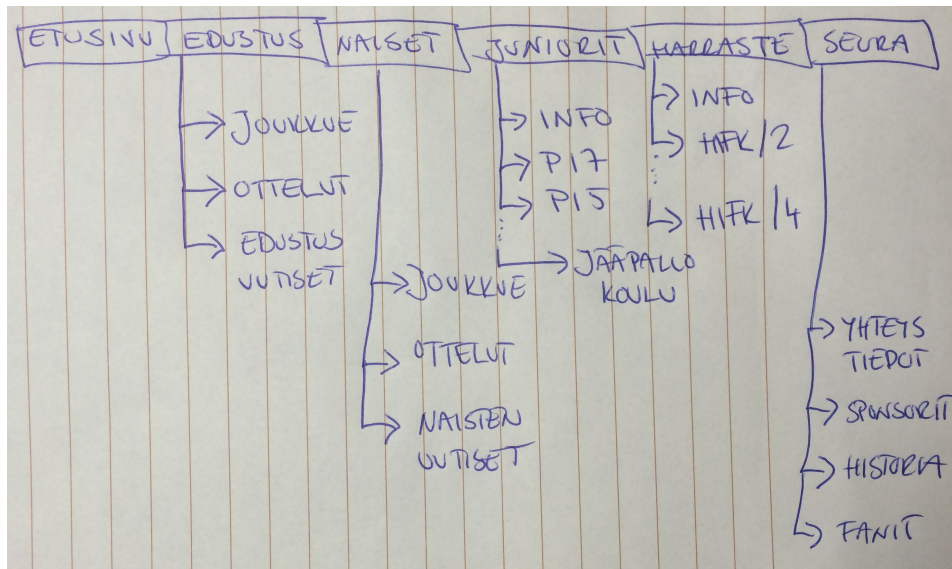 ETUSIVU EDUSTUS NAISET JUNIORIT HARRASTE SEURA
JOUKKUE
OTTELUT
EDUSTUS
UUTISET
JOUKKUE
OTTELUT
NAISTEN
UUTISET
INFO
P17
P15
JÄÄPALLO
KOULU
INFO
HIFK/2
HIFK/4
YHTEYS
TIEDOT
SPONSORIT
HISTORIA
FANIT